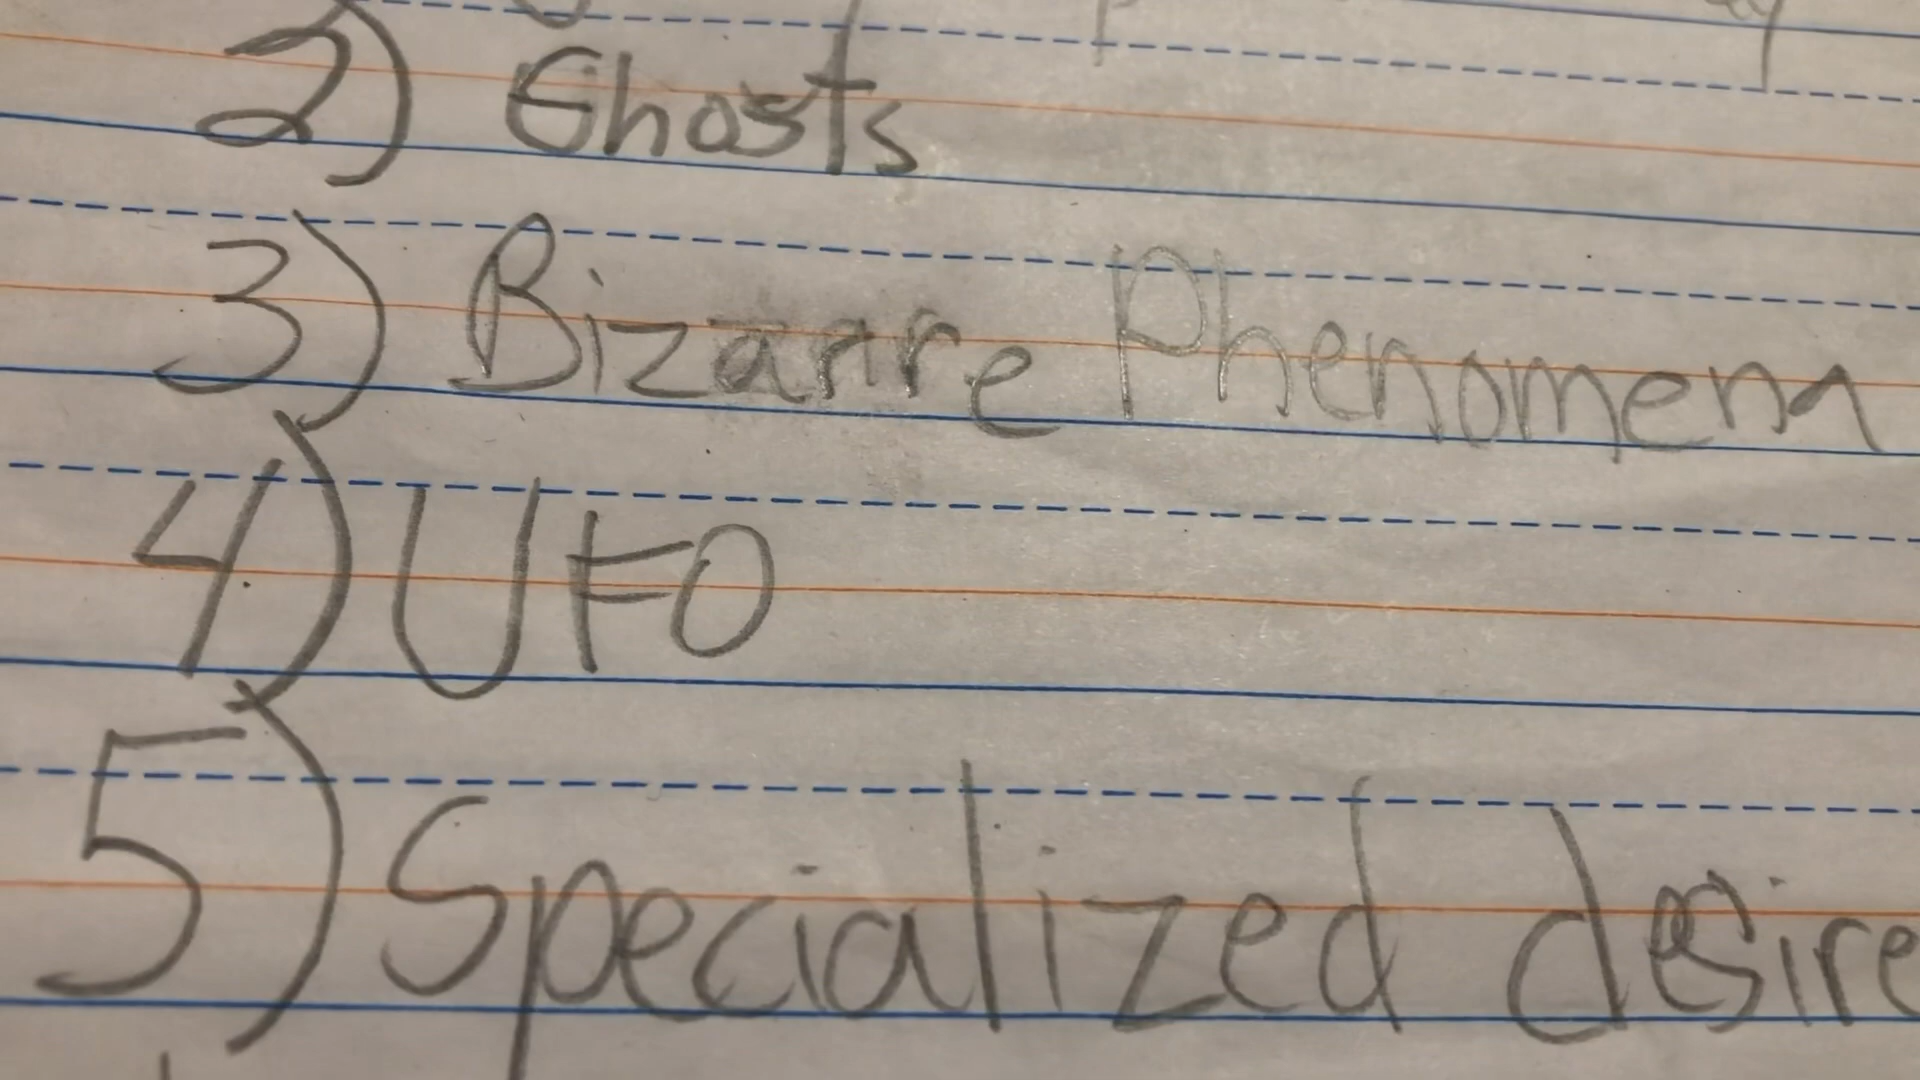 2) Ghosts
3) Bizarre Phenomena
4) UFO
5) Specialized desire